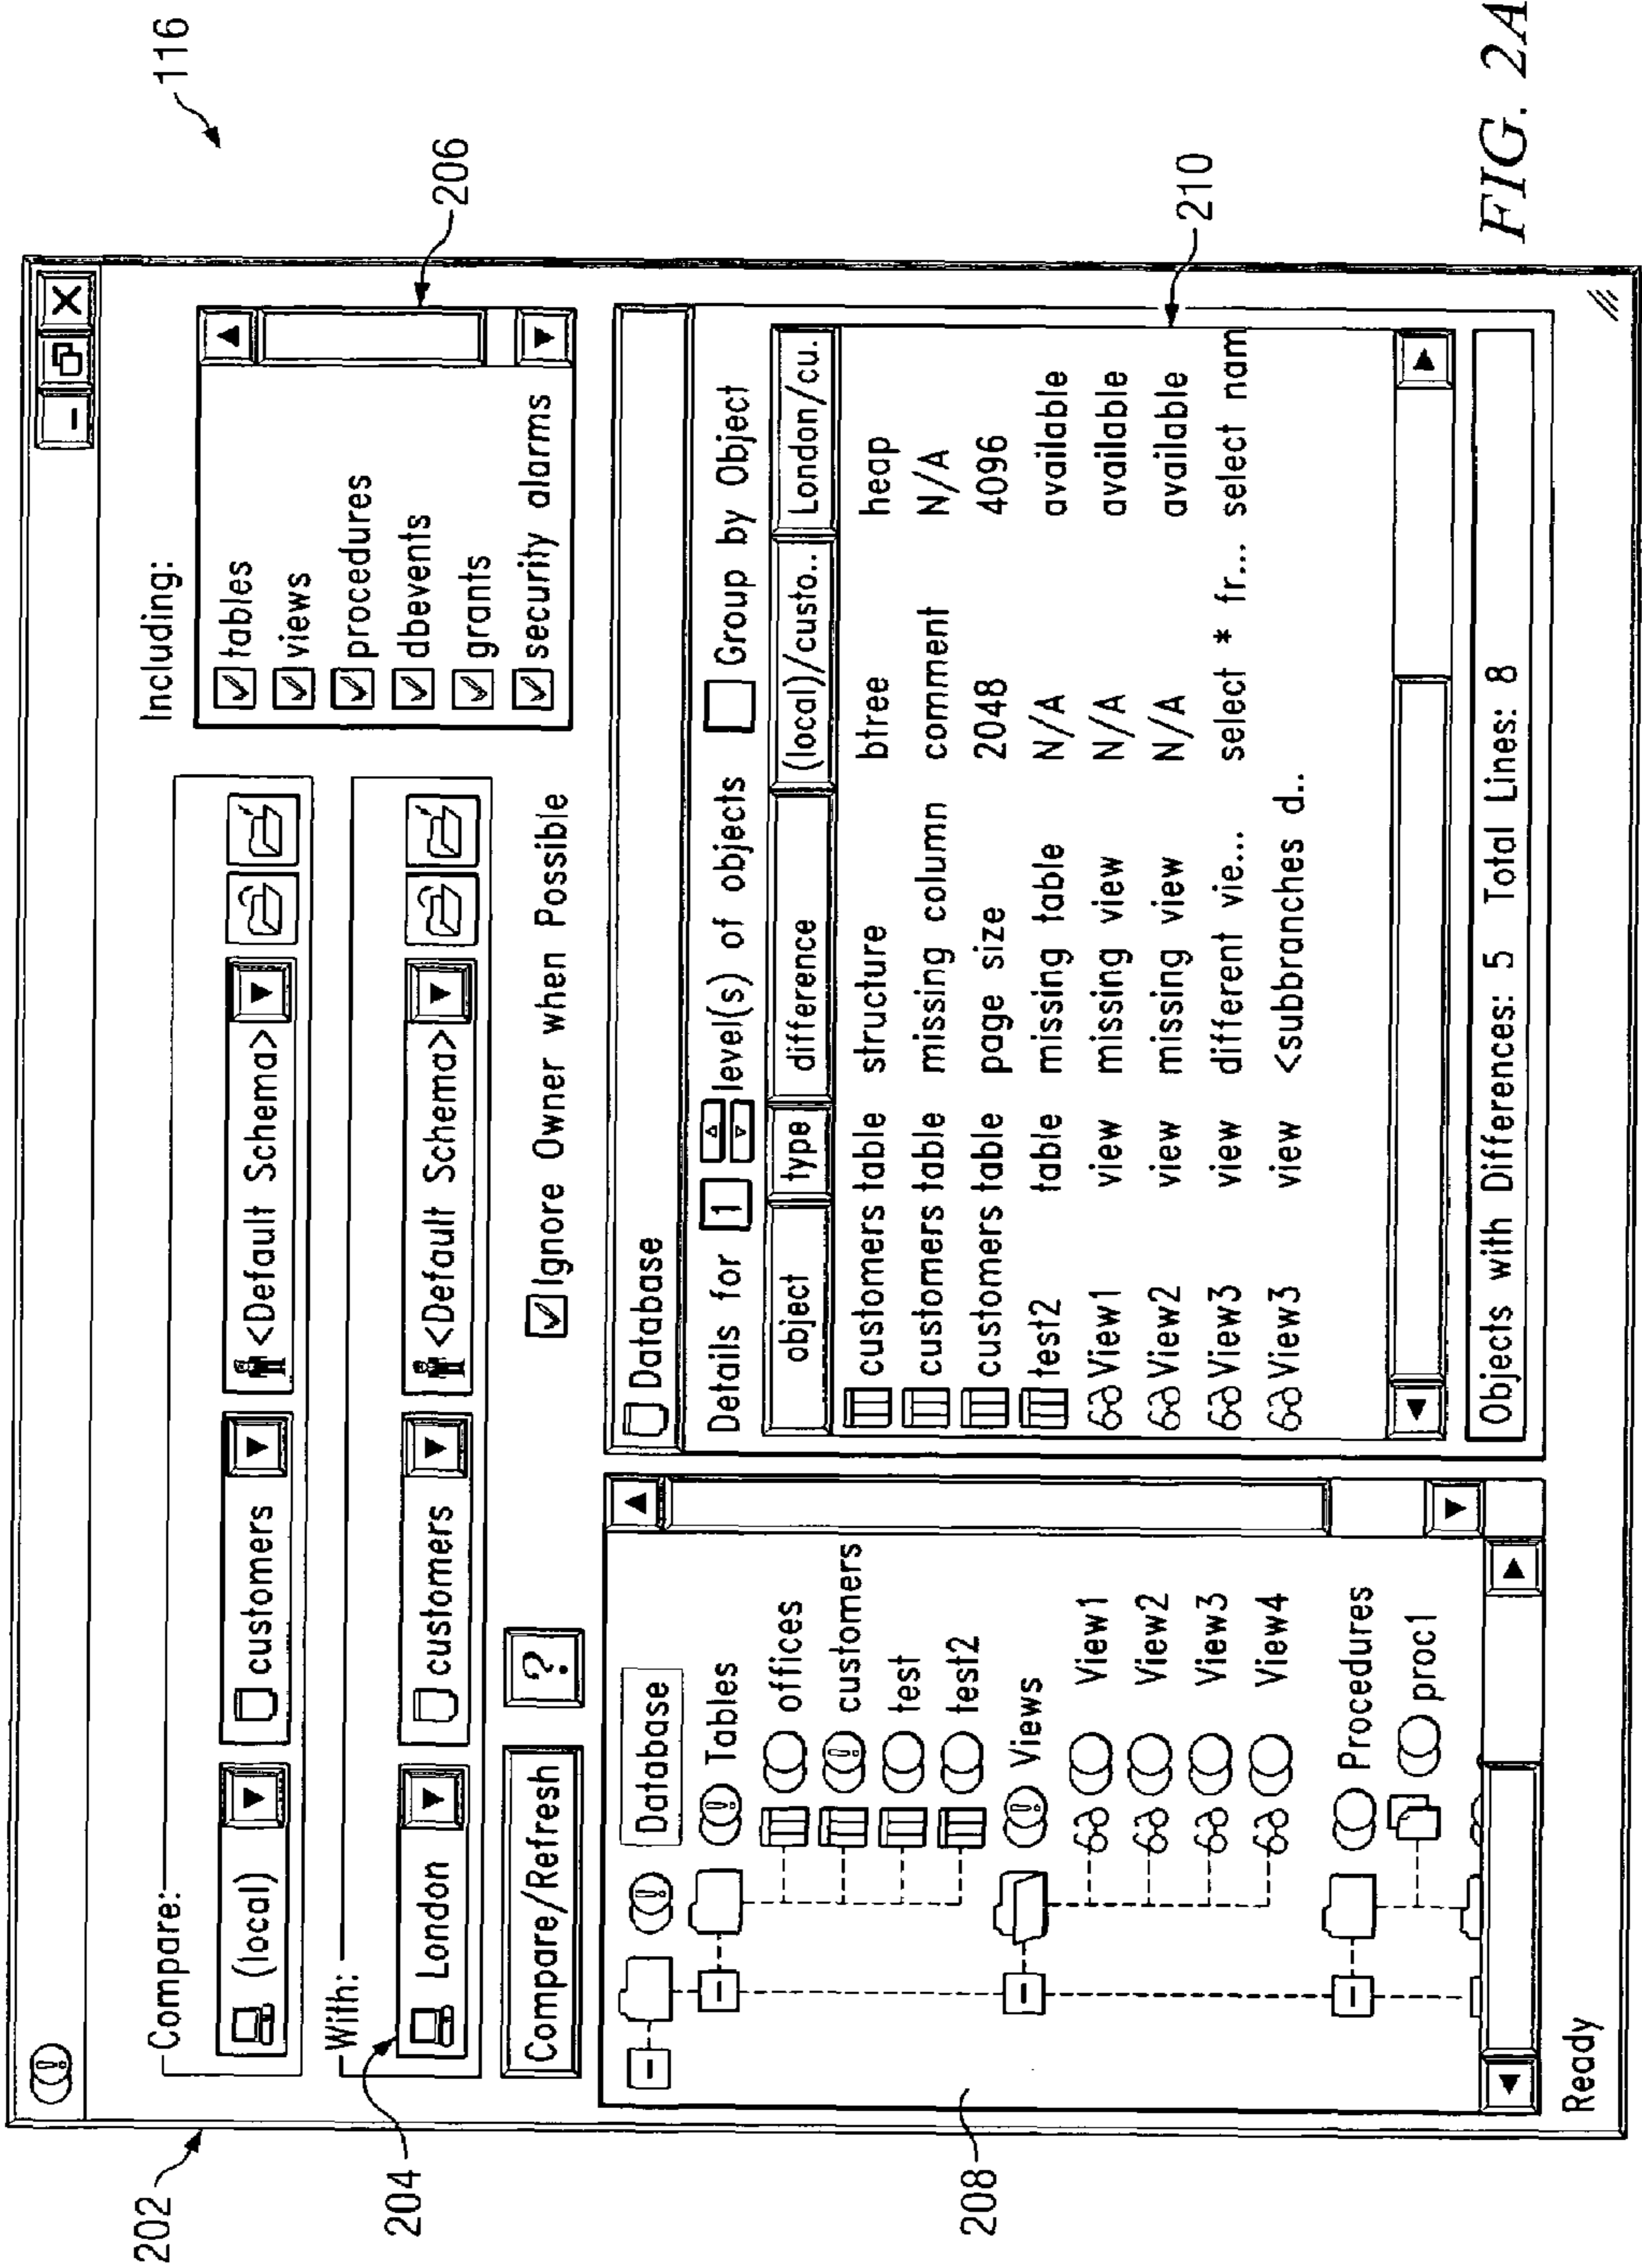 116
202
Compare:
(local) customers <Default Schema>
With:
204
London customers <Default Schema>
Including:
tables
views
procedures
dbevents
grants
security alarms
206
Compare/Refresh ? Ignore Owner when Possible
Database
Tables
offices
customers
test
test2
Views
View1
View2
View3
View4
Procedures
proc1
208
Database
Details for 1 level(s) of objects Group by Object
object type difference (local)/custo.. London/cu.
customers table structure btree heap
customers table missing column comment N/A
customers table page size 2048 4096
test2 table missing table N/A available
View1 view missing view N/A available
View2 view missing view N/A available
View3 view different vie... select * fr... select nam
View3 view <subbranches d..
210
Objects with Differences: 5 Total Lines: 8
Ready
FIG. 2A